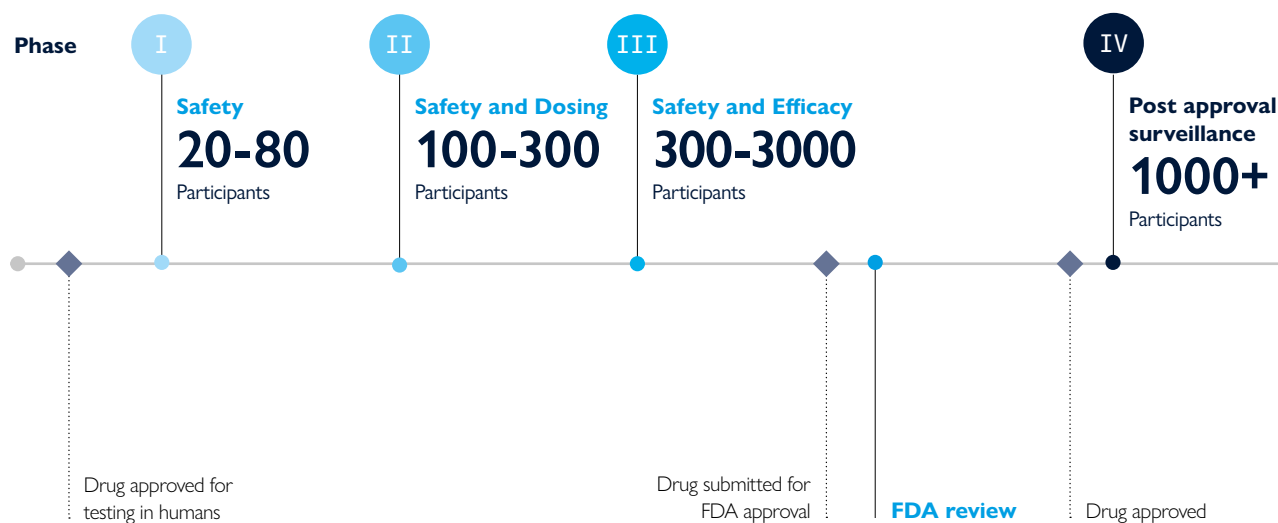 Phase
I
Safety
20-80
Participants
II
Safety and Dosing
100-300
Participants
III
Safety and Efficacy
300-3000
Participants
IV
Post approval
surveillance
1000+
Participants
Drug approved for
testing in humans
Drug submitted for
FDA approval
FDA review
Drug approved